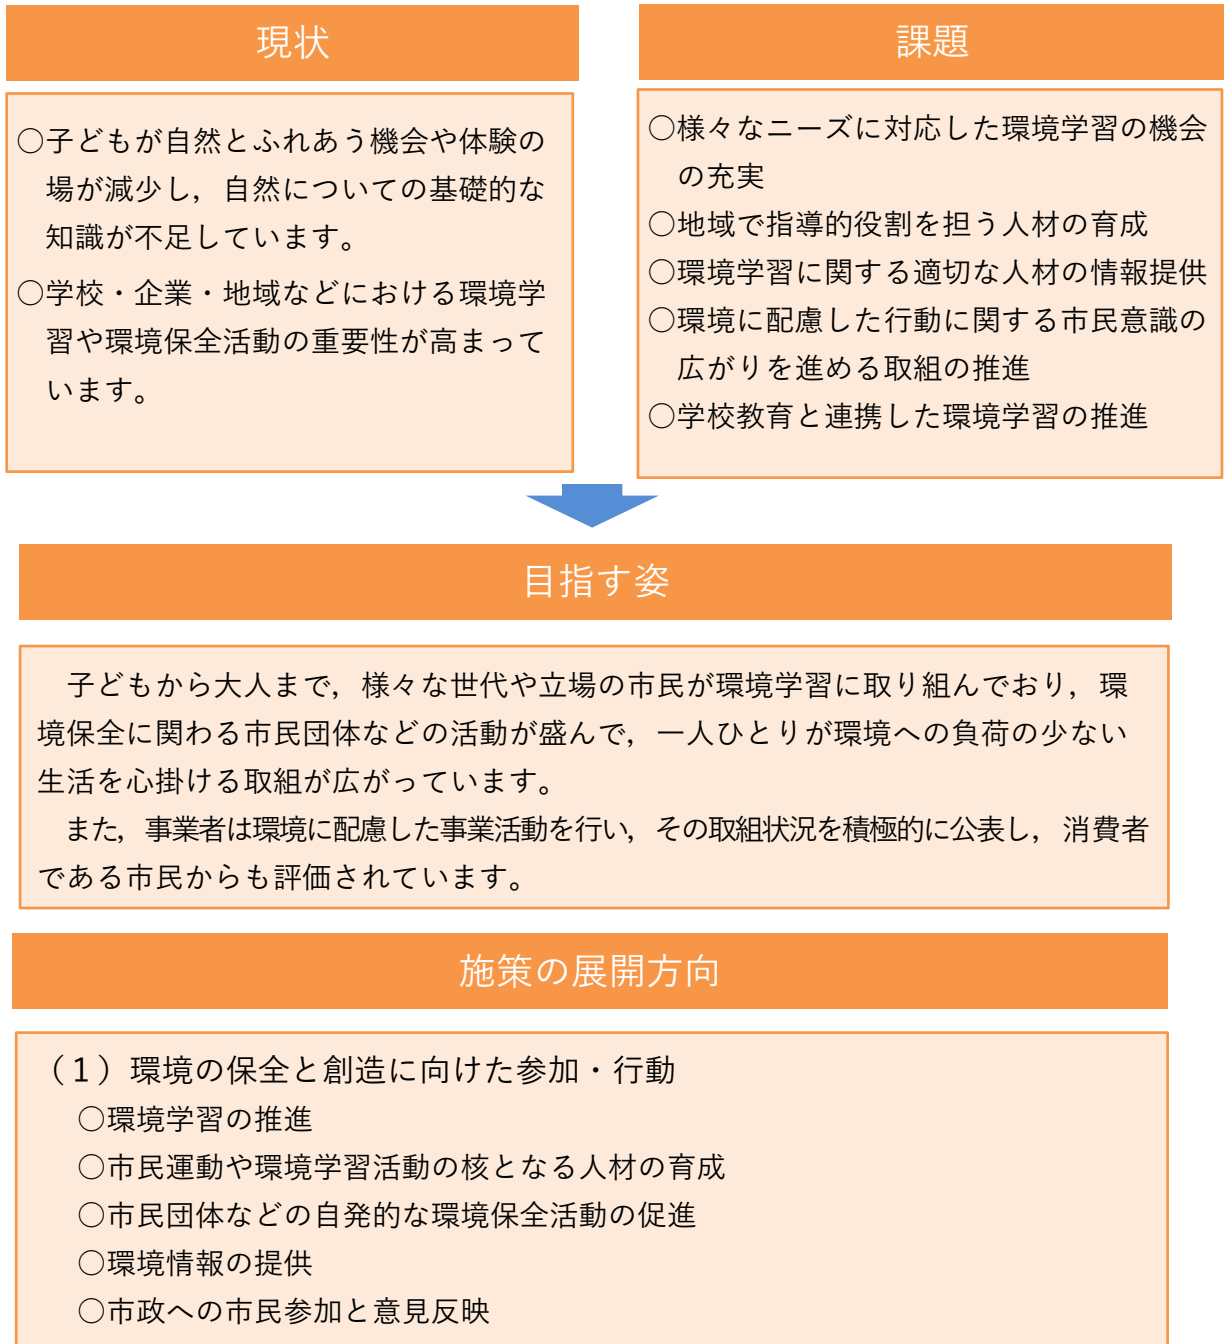 現状
○子どもが自然とふれあう機会や体験の
場が減少し，自然についての基礎的な
知識が不足しています。
○学校・企業・地域などにおける環境学
習や環境保全活動の重要性が高まって
います。
課題
○様々なニーズに対応した環境学習の機会
の充実
○地域で指導的役割を担う人材の育成
○環境学習に関する適切な人材の情報提供
○環境に配慮した行動に関する市民意識の
広がりを進める取組の推進
○学校教育と連携した環境学習の推進
目指す姿
子どもから大人まで，様々な世代や立場の市民が環境学習に取り組んでおり，環
境保全に関わる市民団体などの活動が盛んで，一人ひとりが環境への負荷の少ない
生活を心掛ける取組が広がっています。
また，事業者は環境に配慮した事業活動を行い，その取組状況を積極的に公表し，消費者
である市民からも評価されています。
施策の展開方向
（１）環境の保全と創造に向けた参加・行動
○環境学習の推進
○市民運動や環境学習活動の核となる人材の育成
○市民団体などの自発的な環境保全活動の促進
○環境情報の提供
○市政への市民参加と意見反映